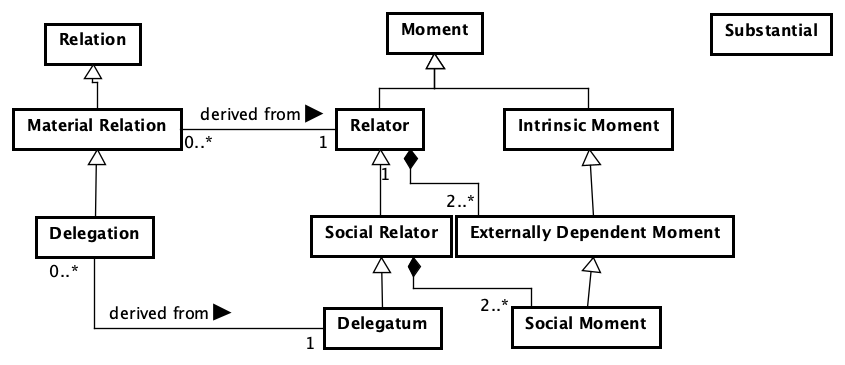 Moment
Substantial
Relation
Material Relation
derived from
0..*
1
Relator
Intrinsic Moment
1
2..*
Delegation
Social Relator
Externally Dependent Moment
0..*
derived from
1
Delegatum
2..*
Social Moment